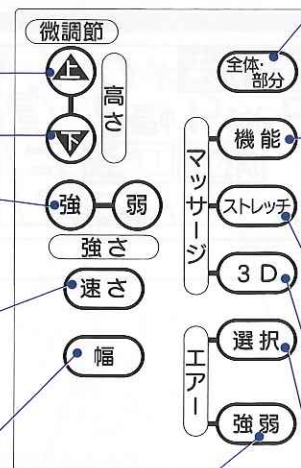 微調節
上
下
高さ
強
弱
強さ
速さ
幅
全体・
部分
マッサージ
機能
ストレッチ
3D
エアー
選択
強弱